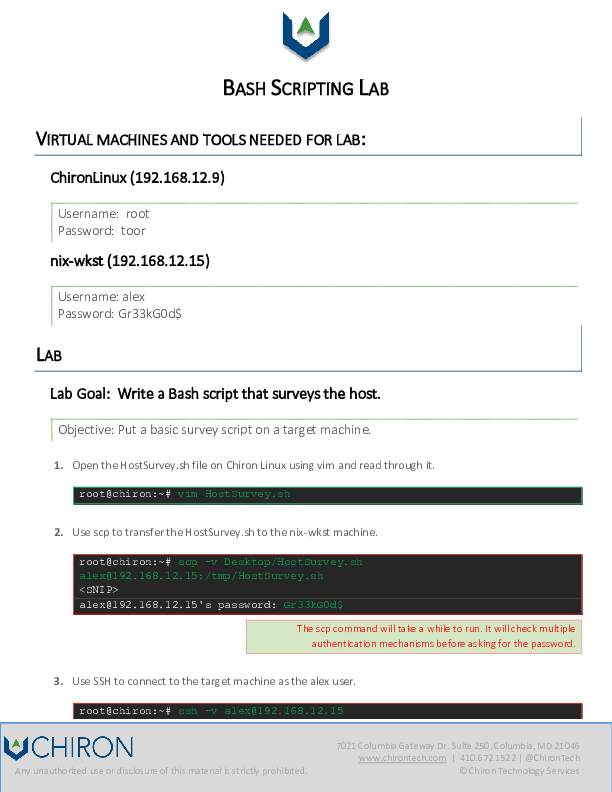 BASH SCRIPTING LAB
VIRTUAL MACHINES AND TOOLS NEEDED FOR LAB:
ChironLinux (192.168.12.9)
Username: root
Password: toor
nix-wkst (192.168.12.15)
Username: alex
Password: Gr33kG0d$
LAB
Lab Goal: Write a Bash script that surveys the host.
Objective: Put a basic survey script on a target machine.
1. Open the HostSurvey.sh file on Chiron Linux using vim and read through it.
root@chiron:~# vim HostSurvey.sh
2. Use scp to transfer the HostSurvey.sh to the nix-wkst machine.
root@chiron:~# scp -v Desktop/HostSurvey.sh
alex@192.168.12.15:/tmp/HostSurvey.sh
<SNIP>
alex@192.168.12.15's password: Gr33kG0d$
The scp command will take a while to run. It will check multiple
authentication mechanisms before asking for the password.
3. Use SSH to connect to the target machine as the alex user.
root@chiron:~# ssh -v alex@192.168.12.15
CHIRON
7021 Columbia Gateway Dr. Suite 250, Columbia, MD 21046
www.chirontech.com | 410.672.1522 | @ChironTech
Any unauthorized use or disclosure of this material is strictly prohibited.
© Chiron Technology Services